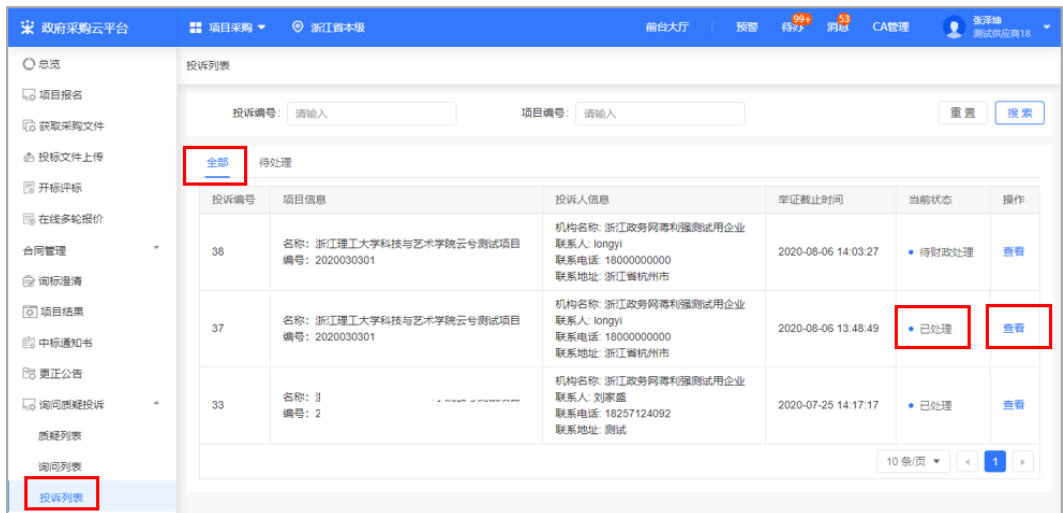 政府采购云平台
项目采购
浙江省本级
前台大厅
预警
待办
99+
消息
53
CA管理
张泽坤
测试供应商18
总览
项目报名
获取采购文件
投标文件上传
开标评标
在线多轮报价
合同管理
询标澄清
项目结果
中标通知书
更正公告
询问质疑投诉
质疑列表
询问列表
投诉列表
投诉列表
投诉编号: 请输入
项目编号: 请输入
重置
搜索
全部
待处理
投诉编号 项目信息 投诉人信息 举证截止时间 当前状态 操作
38
名称: 浙江理工大学科技与艺术学院云兮测试项目
编号: 2020030301
机构名称: 浙江政务网蒋利强测试用企业
联系人: longyi
联系电话: 18000000000
联系地址: 浙江省杭州市
2020-08-06 14:03:27
待财政处理
查看
37
名称: 浙江理工大学科技与艺术学院云兮测试项目
编号: 2020030301
机构名称: 浙江政务网蒋利强测试用企业
联系人: longyi
联系电话: 18000000000
联系地址: 浙江省杭州市
2020-08-06 13:48:49
已处理
查看
33
名称:
编号: 2
机构名称: 浙江政务网蒋利强测试用企业
联系人: 刘家盛
联系电话: 18257124092
联系地址: 测试
2020-07-25 14:17:17
已处理
查看
10 条/页
1